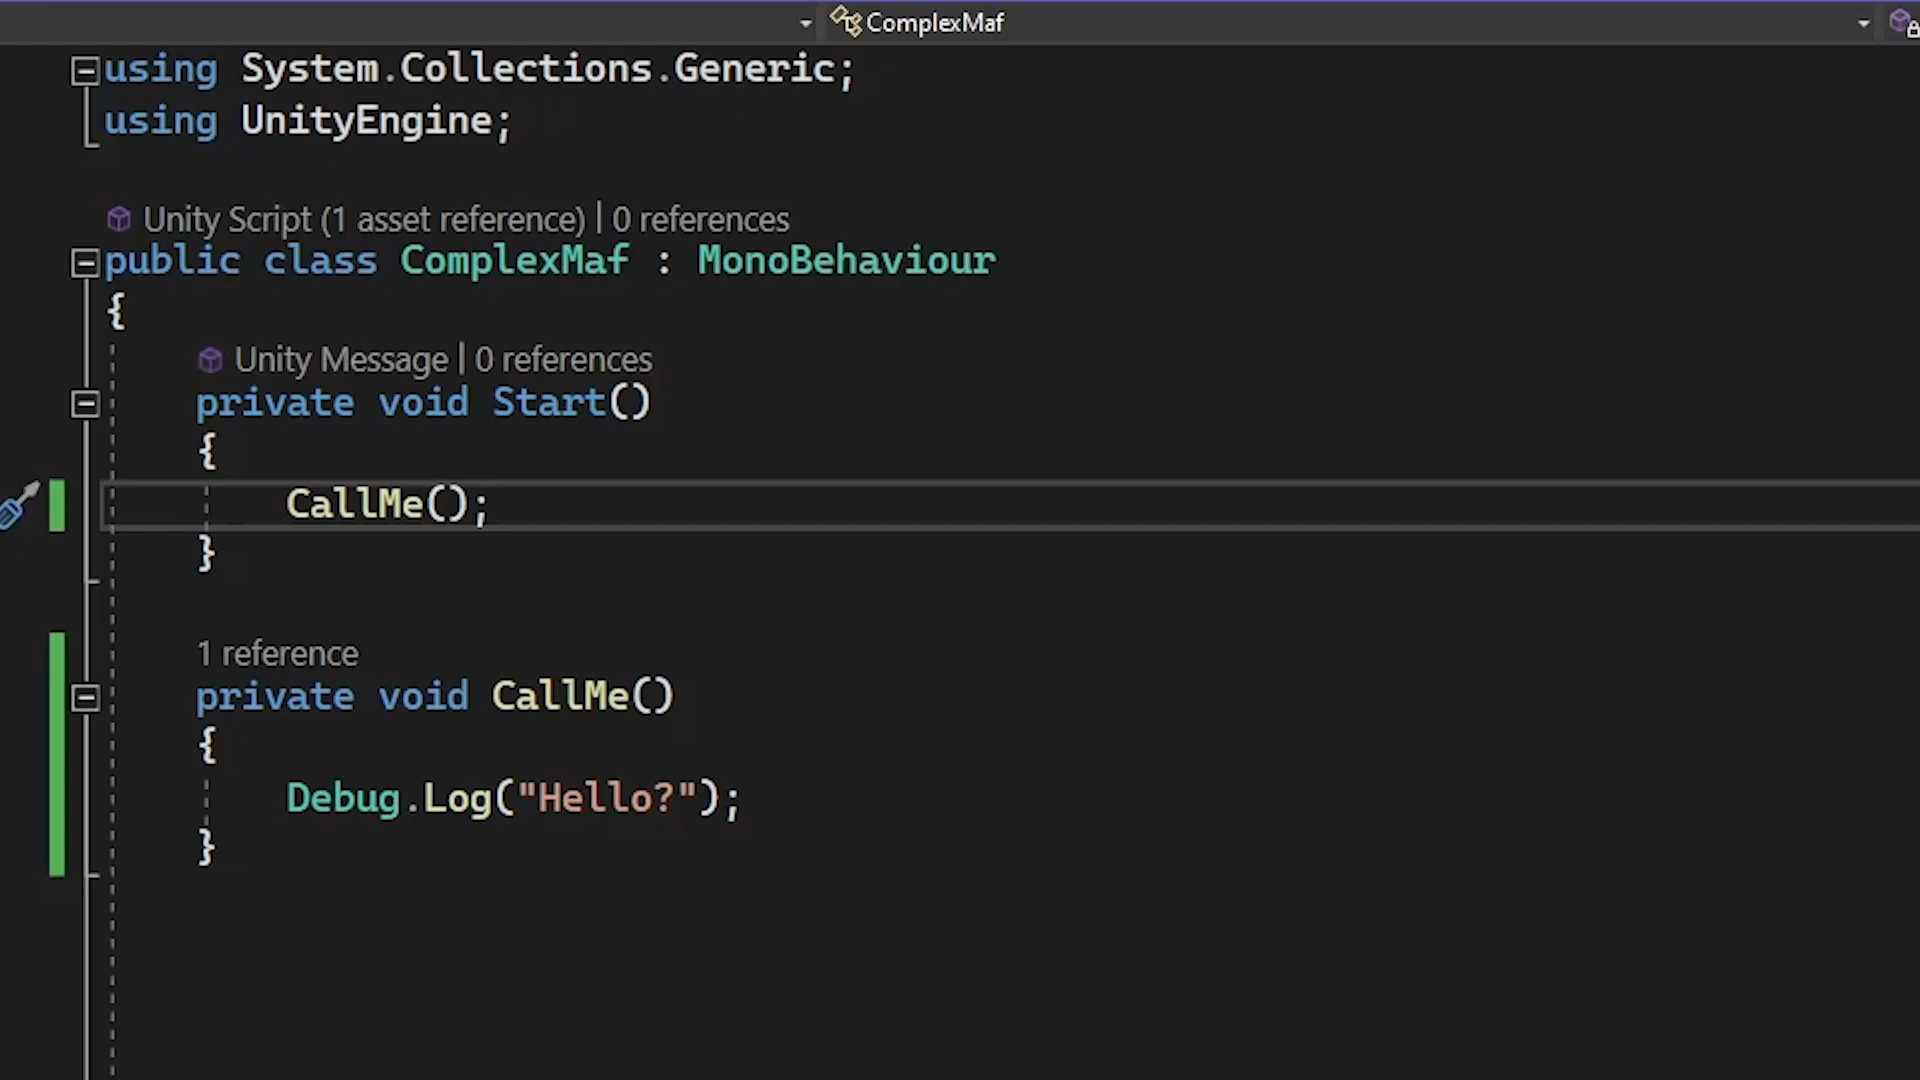 ComplexMaf
using System.Collections.Generic;
using UnityEngine;
Unity Script (1 asset reference) | 0 references
public class ComplexMaf : MonoBehaviour
{
Unity Message | 0 references
private void Start()
{
CallMe();
}
1 reference
private void CallMe()
{
Debug.Log("Hello?");
}